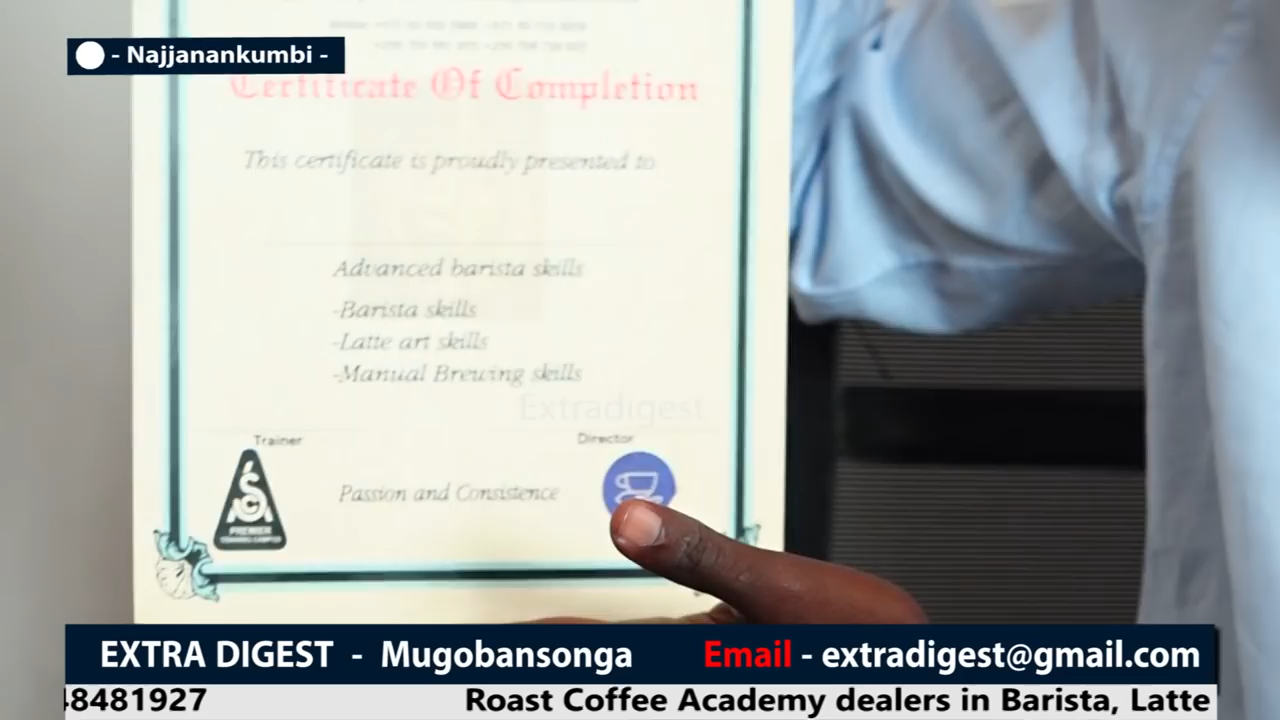 - Najjanankumbi -
Certificate Of Completion
This certificate is proudly presented to
Advanced barista skills
-Barista skills
-Latte art skills
-Manual Brewing skills
Extradigest
Trainer
Director
SCA
PREMIER
Passion and Consistence
EXTRA DIGEST - Mugobansonga Email - extradigest@gmail.com
8481927 Roast Coffee Academy dealers in Barista, Latte